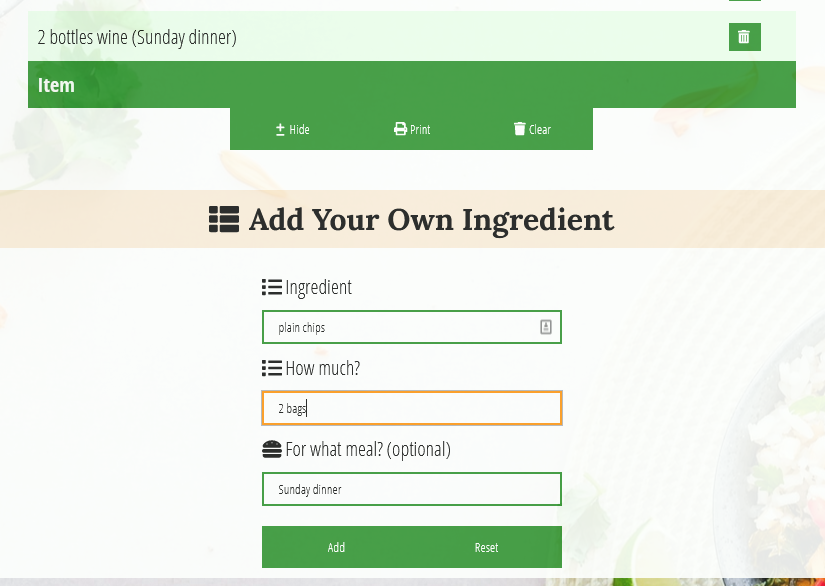 2 bottles wine (Sunday dinner)
Item
Hide Print Clear
Add Your Own Ingredient
Ingredient
plain chips
How much?
2 bags
For what meal? (optional)
Sunday dinner
Add Reset